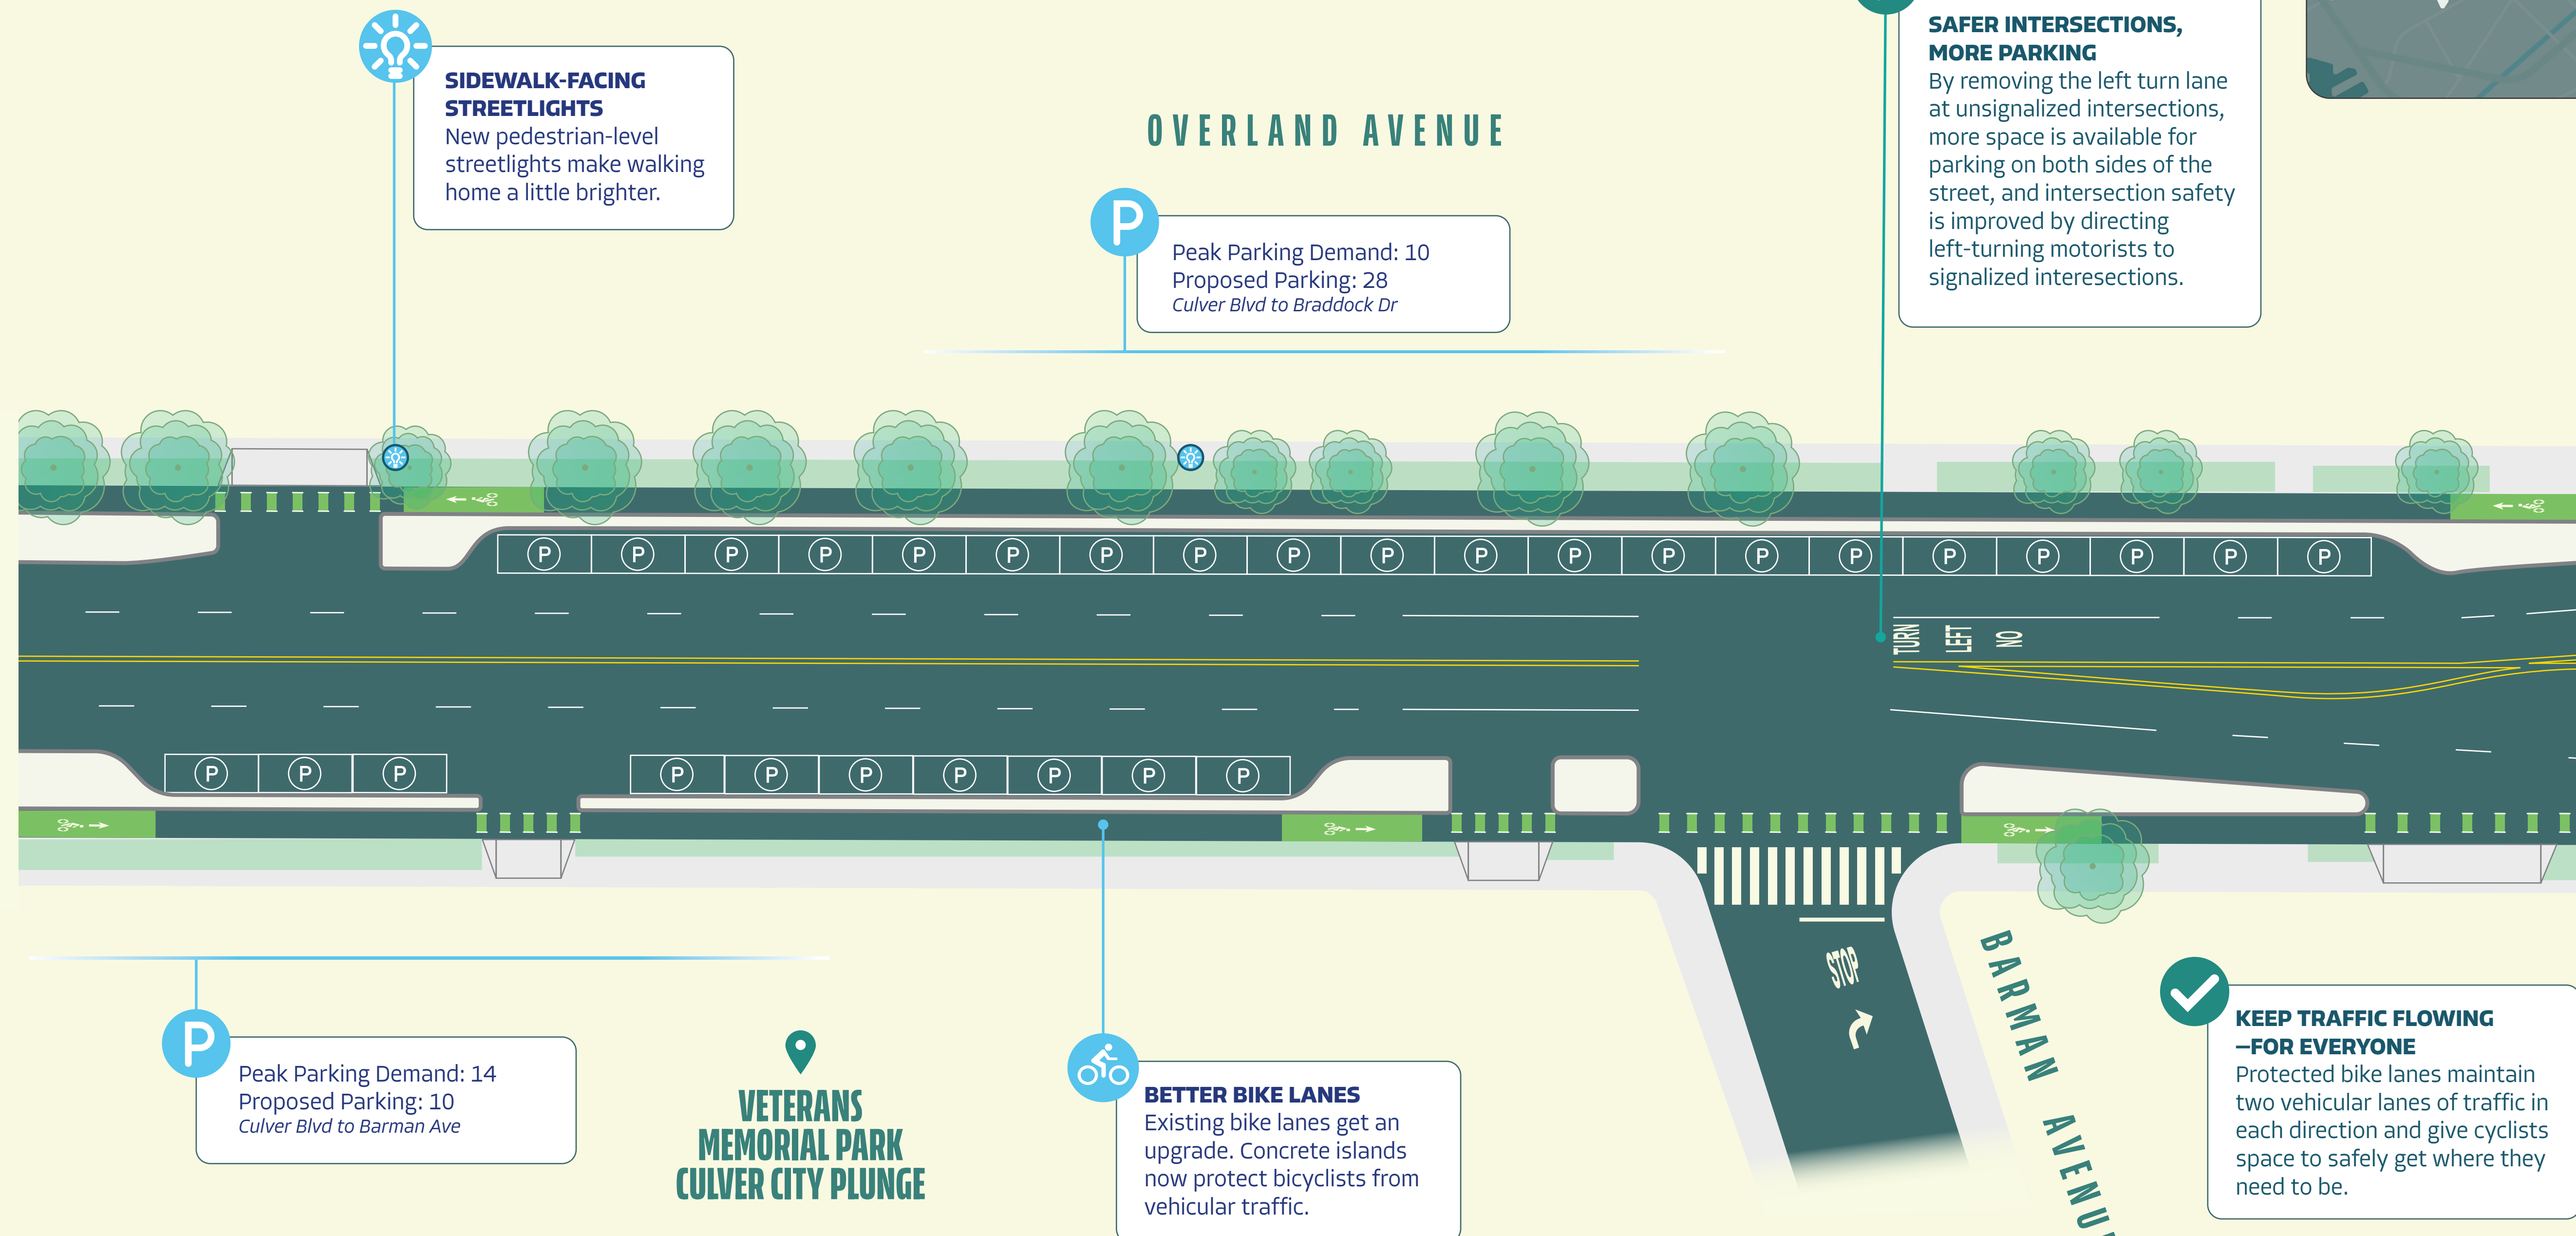 SIDEWALK-FACING
STREETLIGHTS
New pedestrian-level
streetlights make walking
home a little brighter.
OVERLAND AVENUE
P
Peak Parking Demand: 10
Proposed Parking: 28
Culver Blvd to Braddock Dr
SAFER INTERSECTIONS,
MORE PARKING
By removing the left turn lane
at unsignalized intersections,
more space is available for
parking on both sides of the
street, and intersection safety
is improved by directing
left-turning motorists to
signalized interesections.
P P P P P P P P P P P P P P P P P P P P
TURN LEFT NO
P P P P P P P P P P
STOP
BARMAN AVENU
P
Peak Parking Demand: 14
Proposed Parking: 10
Culver Blvd to Barman Ave
VETERANS
MEMORIAL PARK
CULVER CITY PLUNGE
BETTER BIKE LANES
Existing bike lanes get an
upgrade. Concrete islands
now protect bicyclists from
vehicular traffic.
KEEP TRAFFIC FLOWING
–FOR EVERYONE
Protected bike lanes maintain
two vehicular lanes of traffic in
each direction and give cyclists
space to safely get where they
need to be.